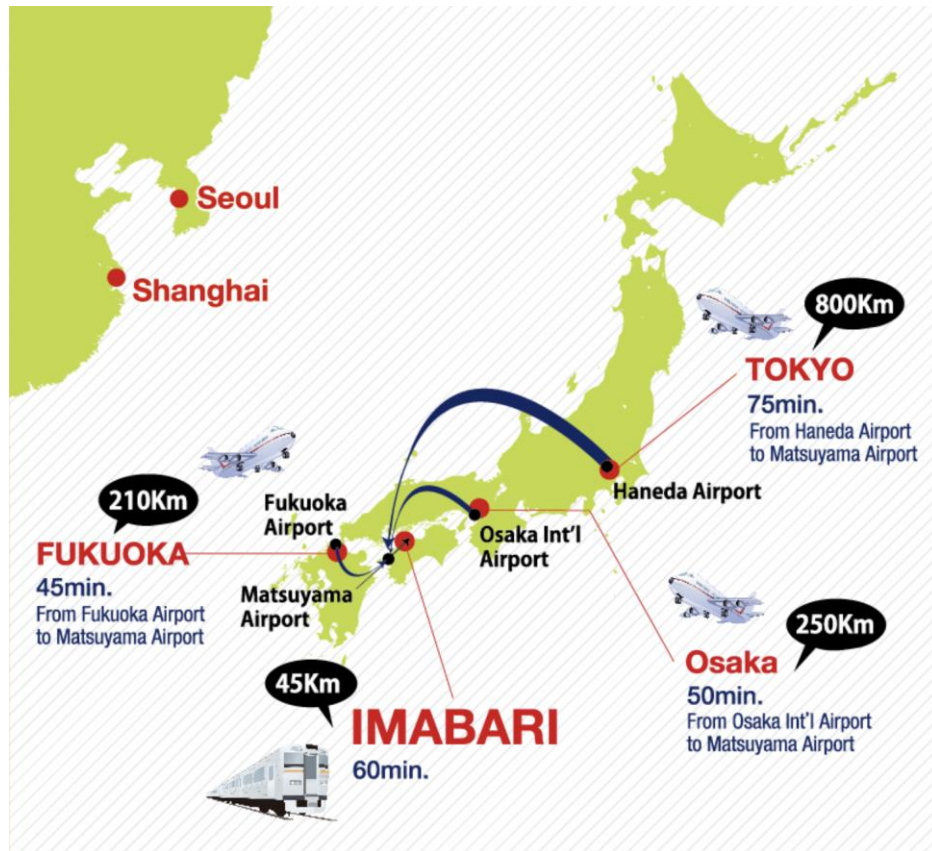 Seoul
Shanghai
800Km
TOKYO
75min.
From Haneda Airport
to Matsuyama Airport
Haneda Airport
Fukuoka
Airport
210Km
FUKUOKA
45min.
From Fukuoka Airport
to Matsuyama Airport
Osaka Int'l
Airport
Matsuyama
Airport
250Km
Osaka
50min.
From Osaka Int'l Airport
to Matsuyama Airport
45Km
IMABARI
60min.